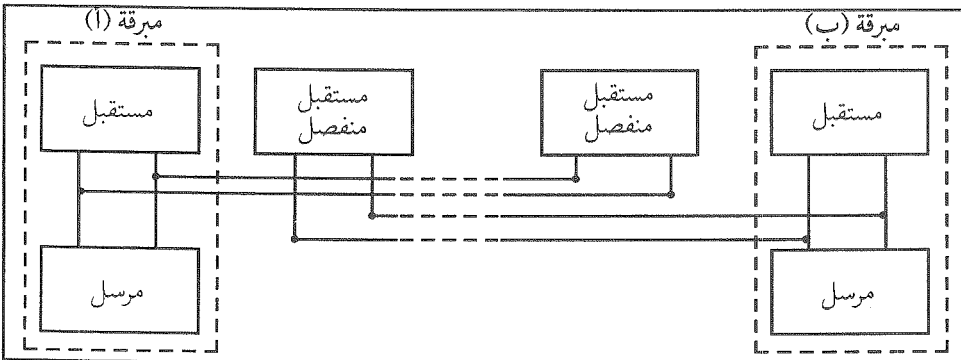 مبرقة (أ)
مبرقة (ب)
مستقبل
مستقبل
منفصل
مستقبل
منفصل
مستقبل
مرسل
مرسل